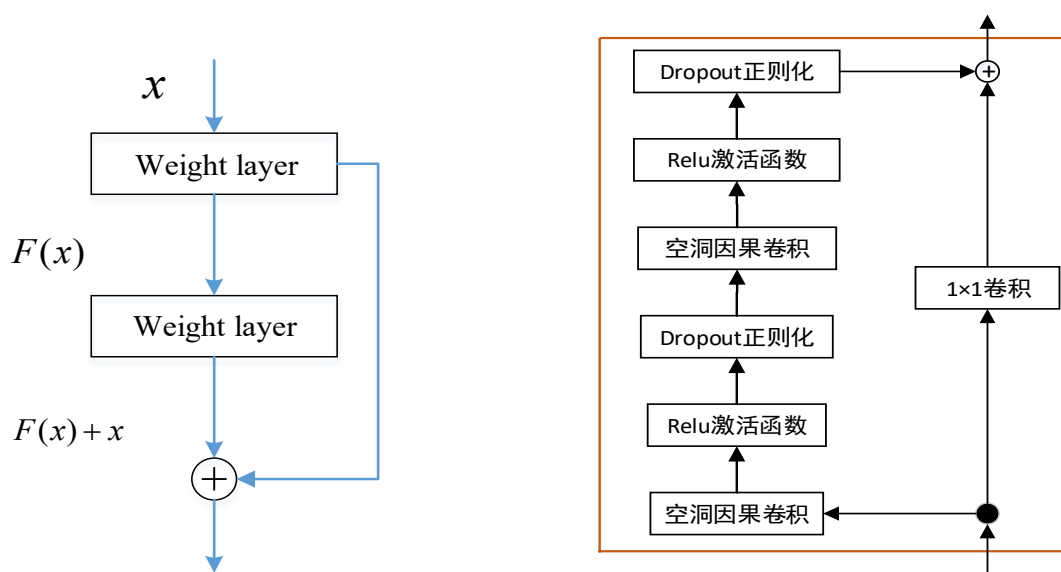 x
Weight layer
F(x)
Weight layer
F(x)+x
+
Dropout正则化
+
Relu激活函数
空洞因果卷积
1×1卷积
Dropout正则化
Relu激活函数
空洞因果卷积